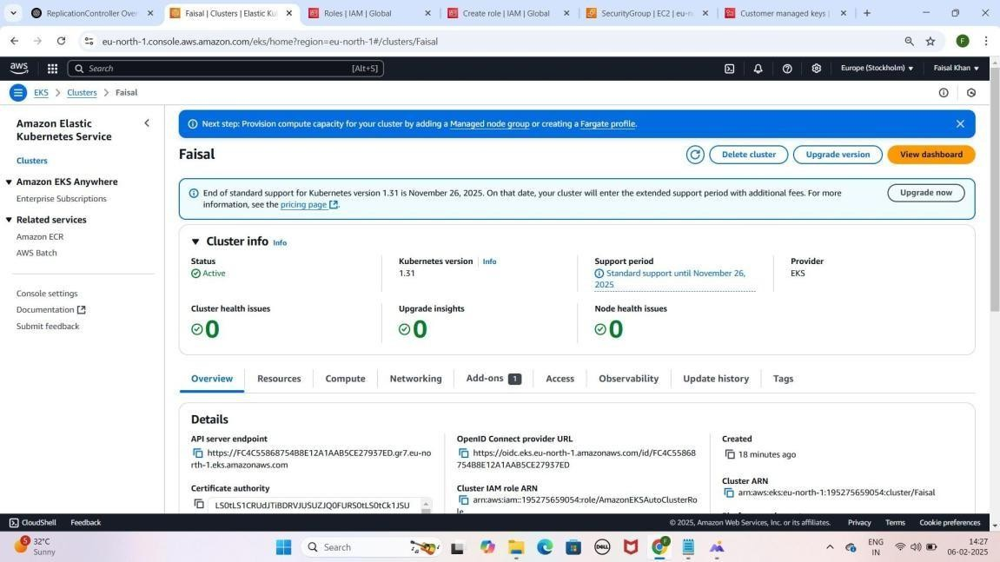 ReplicationController Over
Faisal | Clusters | Elastic Ku
Roles | IAM | Global
Create role | IAM | Global
SecurityGroup | EC2 | eu-n
Customer managed keys |
eu-north-1.console.aws.amazon.com/eks/home?region=eu-north-1#/clusters/Faisal
F
aws
Search
[Alt+S]
Europe (Stockholm)
Faisal Khan
EKS > Clusters > Faisal
Amazon Elastic
Kubernetes Service
Clusters
Amazon EKS Anywhere
Enterprise Subscriptions
Related services
Amazon ECR
AWS Batch
Console settings
Documentation
Submit feedback
Next step: Provision compute capacity for your cluster by adding a Managed node group or creating a Fargate profile.
Faisal
Delete cluster
Upgrade version
View dashboard
End of standard support for Kubernetes version 1.31 is November 26, 2025. On that date, your cluster will enter the extended support period with additional fees. For more
information, see the pricing page.
Upgrade now
Cluster info Info
Status
Active
Kubernetes version Info
1.31
Support period
Standard support until November 26,
2025
Provider
EKS
Cluster health issues
0
Upgrade insights
0
Node health issues
0
Overview
Resources
Compute
Networking
Add-ons 1
Access
Observability
Update history
Tags
Details
API server endpoint
https://FC4C55868754B8E12A1AAB5CE27937ED.gr7.eu-no
rth-1.eks.amazonaws.com
Certificate authority
LS0tLS1CRUdJTiBDRVJUSUZJQ0FURS0tLS0tCk1JSU
OpenID Connect provider URL
https://oidc.eks.eu-north-1.amazonaws.com/id/FC4C55868
754B8E12A1AAB5CE27937ED
Cluster IAM role ARN
arn:aws:iam::195275659054:role/AmazonEKSAutoClusterRo
le
Created
18 minutes ago
Cluster ARN
arn:aws:eks:eu-north-1:195275659054:cluster/Faisal
CloudShell
Feedback
© 2025, Amazon Web Services, Inc. or its affiliates.
Privacy
Terms
Cookie preferences
5
32°C
Sunny
Search
DELL
F
ENG
IN
14:27
06-02-2025